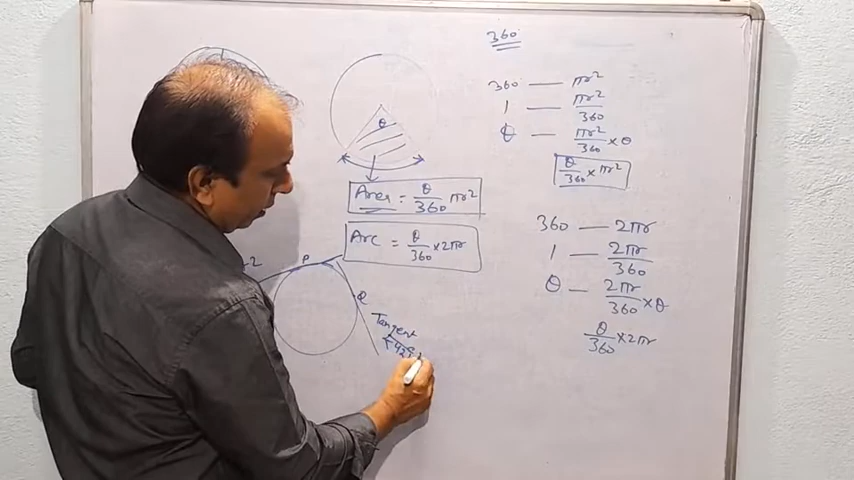 360
θ
Area = θ/360 πr²
Arc = θ/360 × 2πr
2
P
Q
Tangent
360 — πr²
1 — πr²/360
θ — πr²/360 × θ
θ/360 × πr²
360 — 2πr
1 — 2πr/360
θ — 2πr/360 × θ
θ/360 × 2πr